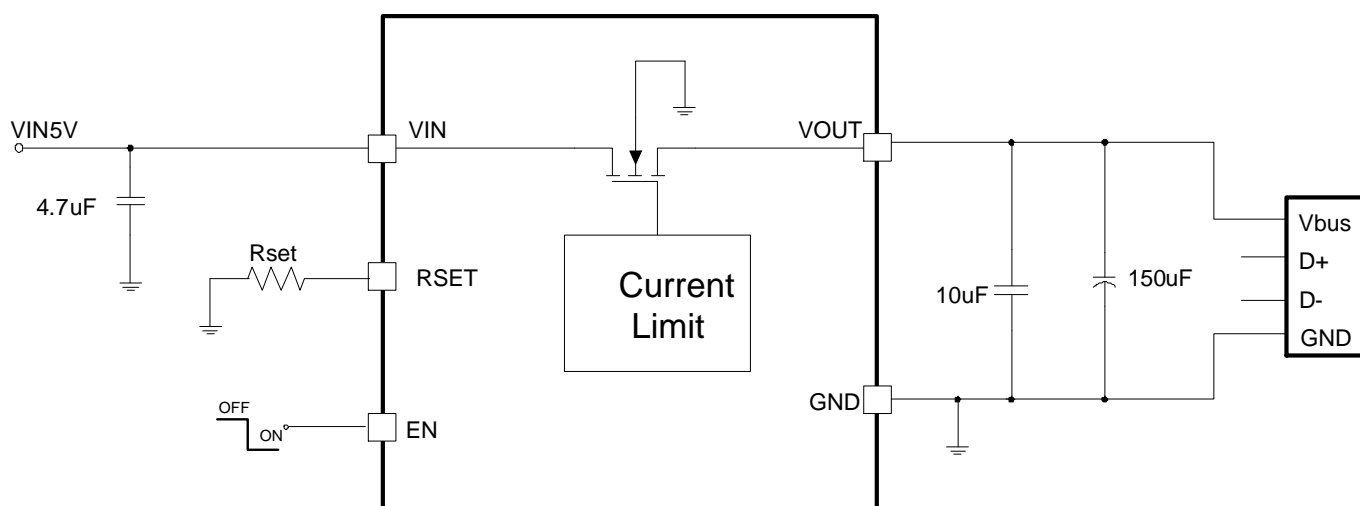 VIN5V
4.7uF
VIN
VOUT
Rset
RSET
Current
Limit
10uF
150uF
Vbus
D+
D-
GND
GND
OFF
ON
EN